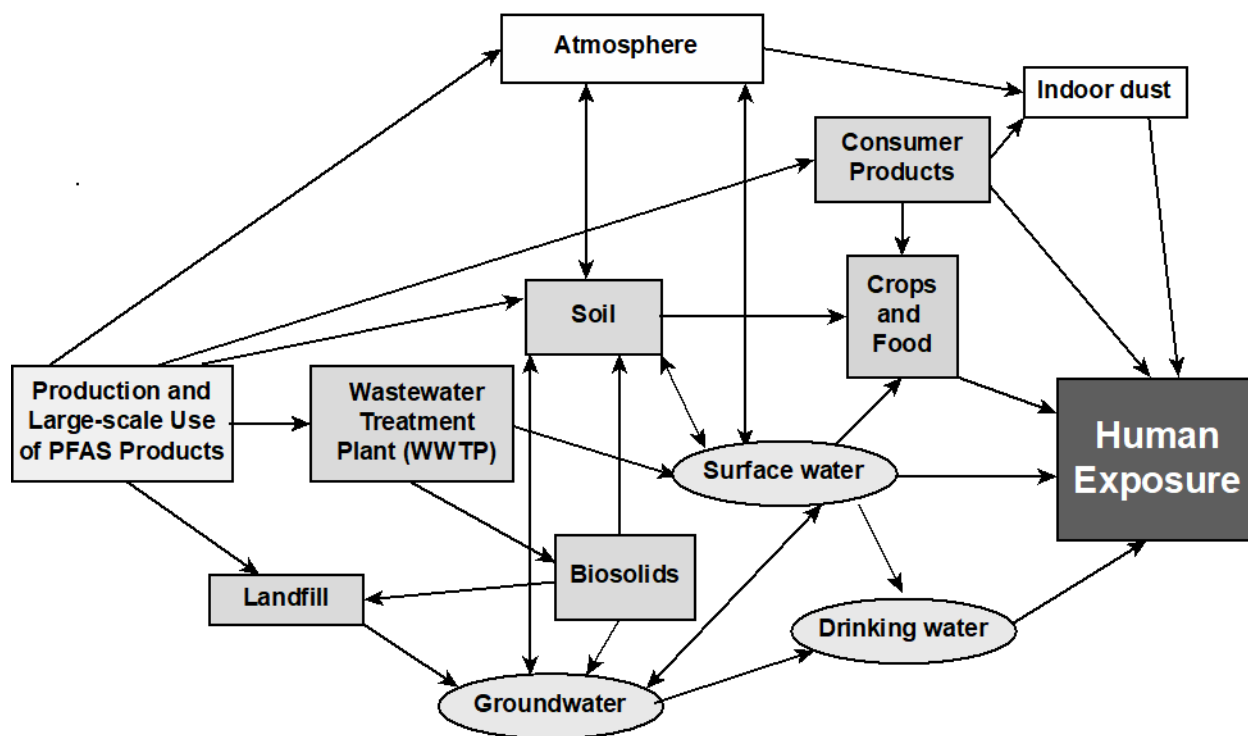 Atmosphere
Indoor dust
Consumer
Products
Soil
Crops
and
Food
Production and
Large-scale Use
of PFAS Products
Wastewater
Treatment
Plant (WWTP)
Surface water
Human
Exposure
Landfill
Biosolids
Drinking water
Groundwater